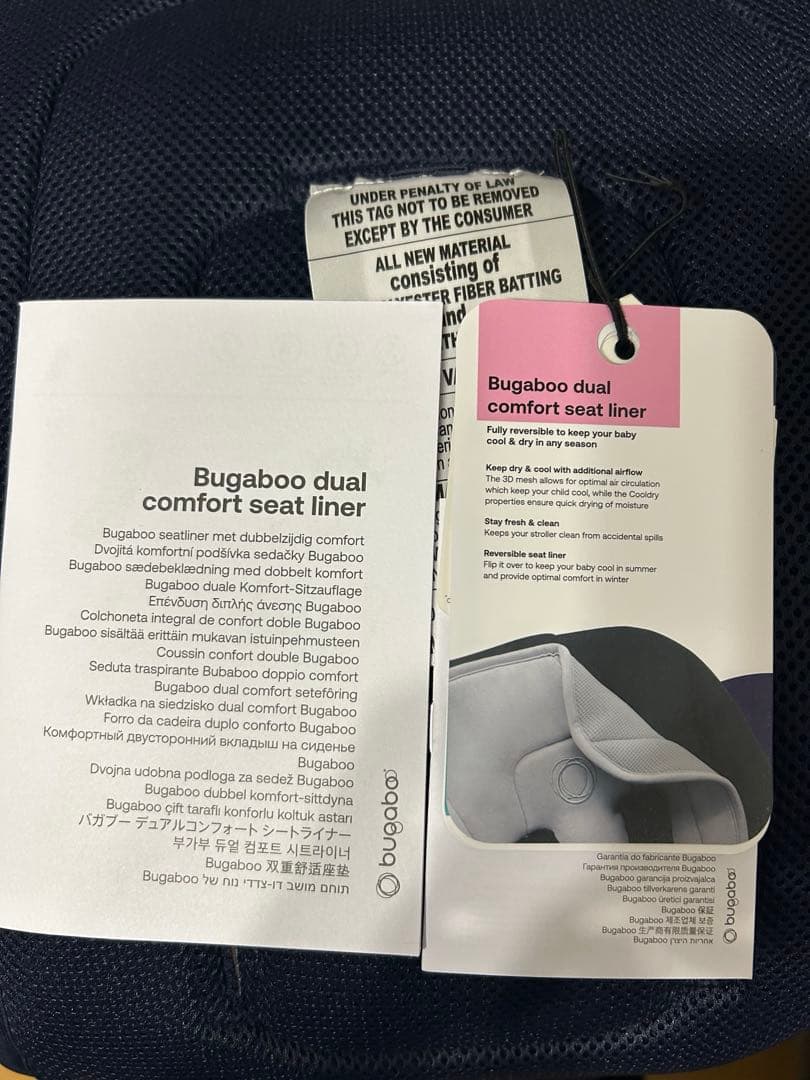 UNDER PENALTY OF LAW
THIS TAG NOT TO BE REMOVED
EXCEPT BY THE CONSUMER
ALL NEW MATERIAL
consisting of
FIBER BATTING
Bugaboo dual
comfort seat liner
Bugaboo seatliner met dubbelzijdig comfort
Dvojitá komfortní podšívka sedačky Bugaboo
Bugaboo sædebeklædning med dobbelt komfort
Bugaboo duale Komfort-Sitzauflage
Επένδυση διπλής άνεσης Bugaboo
Colchoneta integral de confort doble Bugaboo
Bugaboo sisältää erittäin mukavan istuinpehmusteen
Coussin confort double Bugaboo
Seduta traspirante Bubaboo doppio comfort
Bugaboo dual comfort setefôring
Wkładka na siedzisko dual comfort Bugaboo
Forro da cadeira duplo conforto Bugaboo
Комфортный двусторонний вкладыш на сиденье
Bugaboo
Dvojna udobna podloga za sedež Bugaboo
Bugaboo dubbel komfort-sittdyna
Bugaboo çift taraflı konforlu koltuk astarı
バガブー デュアルコンフォート シートライナー
부가부 듀얼 컴포트 시트라이너
Bugaboo 双重舒适座垫
תוחם מושב דו-צדדי נוח של Bugaboo
bugaboo
Bugaboo dual
comfort seat liner
Fully reversible to keep your baby
cool & dry in any season
Keep dry & cool with additional airflow
The 3D mesh allows for optimal air circulation
which keep your child cool, while the Cooldry
properties ensure quick drying of moisture
Stay fresh & clean
Keeps your stroller clean from accidental spills
Reversible seat liner
Flip it over to keep your baby cool in summer
and provide optimal comfort in winter
Garantia do fabricante Bugaboo
Гарантия производителя Bugaboo
Bugaboo garancija proizvajalca
Bugaboo tillverkarens garanti
Bugaboo üretici garantisi
Bugaboo 保証
Bugaboo 제조업체 보증
Bugaboo 生产商有限质量保证
אחריות היצרן Bugaboo
bugaboo